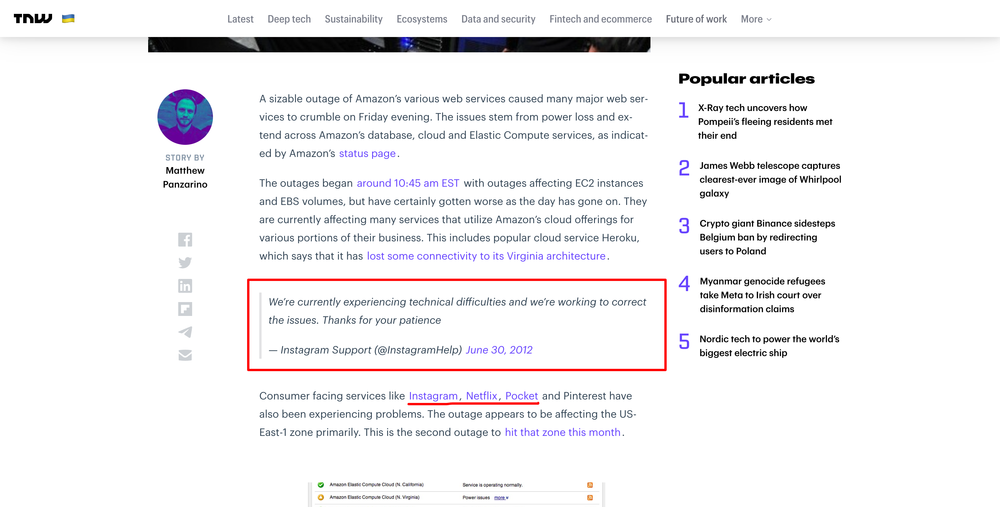 TNW
Latest Deep tech Sustainability Ecosystems Data and security Fintech and ecommerce Future of work More
STORY BY
Matthew
Panzarino
A sizable outage of Amazon’s various web services caused many major web ser-
vices to crumble on Friday evening. The issues stem from power loss and ex-
tend across Amazon’s database, cloud and Elastic Compute services, as indicat-
ed by Amazon’s status page.
The outages began around 10:45 am EST with outages affecting EC2 instances
and EBS volumes, but have certainly gotten worse as the day has gone on. They
are currently affecting many services that utilize Amazon’s cloud offerings for
various portions of their business. This includes popular cloud service Heroku,
which says that it has lost some connectivity to its Virginia architecture.
We’re currently experiencing technical difficulties and we’re working to correct
the issues. Thanks for your patience
— Instagram Support (@InstagramHelp) June 30, 2012
Consumer facing services like Instagram, Netflix, Pocket and Pinterest have
also been experiencing problems. The outage appears to be affecting the US-
East-1 zone primarily. This is the second outage to hit that zone this month.
Amazon Elastic Compute Cloud (N. California) Service is operating normally.
Amazon Elastic Compute Cloud (N. Virginia) Power issues more
Popular articles
1 X-Ray tech uncovers how
Pompeii’s fleeing residents met
their end
2 James Webb telescope captures
clearest-ever image of Whirlpool
galaxy
3 Crypto giant Binance sidesteps
Belgium ban by redirecting
users to Poland
4 Myanmar genocide refugees
take Meta to Irish court over
disinformation claims
5 Nordic tech to power the world’s
biggest electric ship